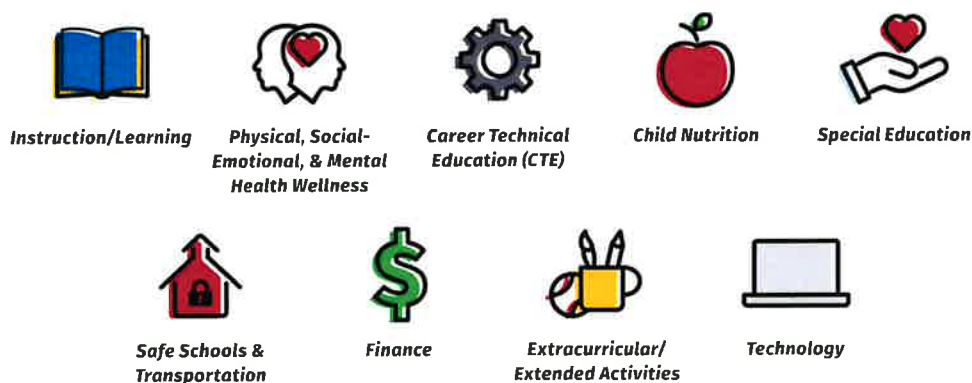 Instruction/Learning
Physical, Social-
Emotional, & Mental
Health Wellness
Career Technical
Education (CTE)
Child Nutrition
Special Education
Safe Schools &
Transportation
Finance
Extracurricular/
Extended Activities
Technology